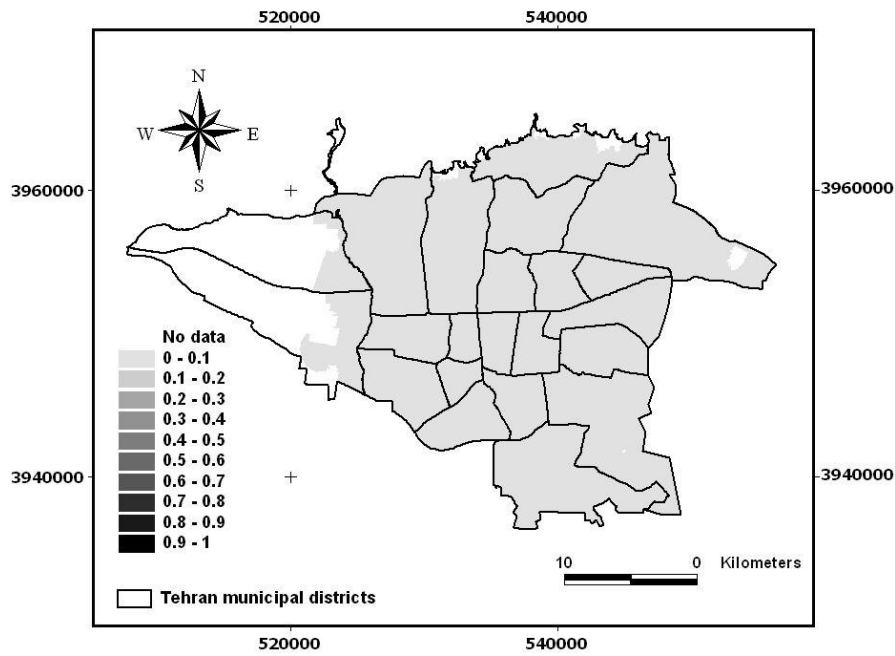 520000 540000
N
W E
S
3960000 3960000
No data
0 - 0.1
0.1 - 0.2
0.2 - 0.3
0.3 - 0.4
0.4 - 0.5
0.5 - 0.6
0.6 - 0.7
0.7 - 0.8
0.8 - 0.9
0.9 - 1
3940000 3940000
10 0 Kilometers
Tehran municipal districts
520000 540000